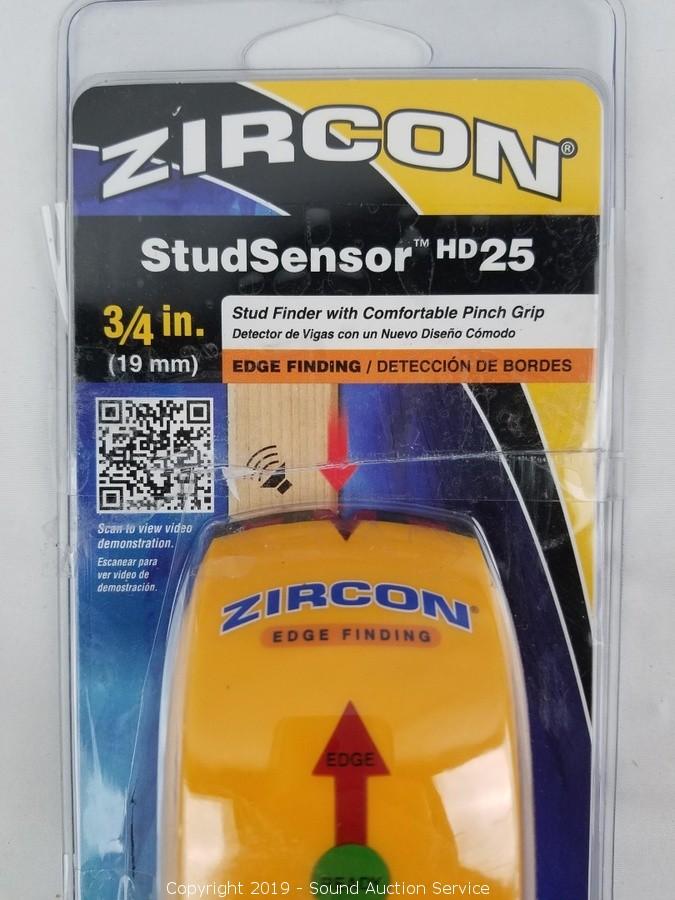 ZIRCON®
StudSensor™ HD25
3/4 in.
(19 mm)
Stud Finder with Comfortable Pinch Grip
Detector de Vigas con un Nuevo Diseño Cómodo
EDGE FINDING / DETECCIÓN DE BORDES
Scan to view video
demonstration.
Escanear para
ver video de
demostración.
ZIRCON®
EDGE FINDING
EDGE
READY
Copyright 2019 - Sound Auction Service